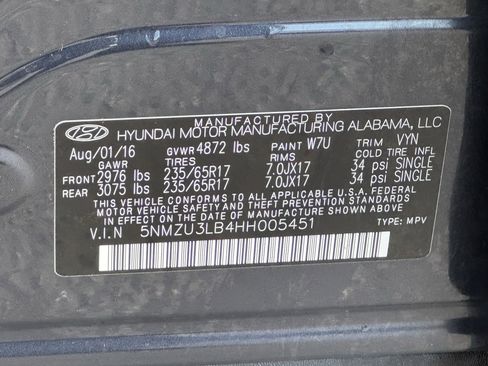 MANUFACTURED BY
HYUNDAI MOTOR MANUFACTURING ALABAMA, LLC
Aug/01/16 GVWR 4872 lbs PAINT W7U TRIM VYN
GAWR TIRES RIMS COLD TIRE INFL
FRONT 2976 lbs 235/65R17 7.0JX17 34 psi SINGLE
REAR 3075 lbs 235/65R17 7.0JX17 34 psi SINGLE
THIS VEHICLE CONFORMS TO ALL APPLICABLE U.S.A. FEDERAL
MOTOR VEHICLE SAFETY AND THEFT PREVENTION STANDARDS
IN EFFECT ON THE DATE OF MANUFACTURE SHOWN ABOVE.
V.I.N 5NMZU3LB4HH005451 TYPE: MPV